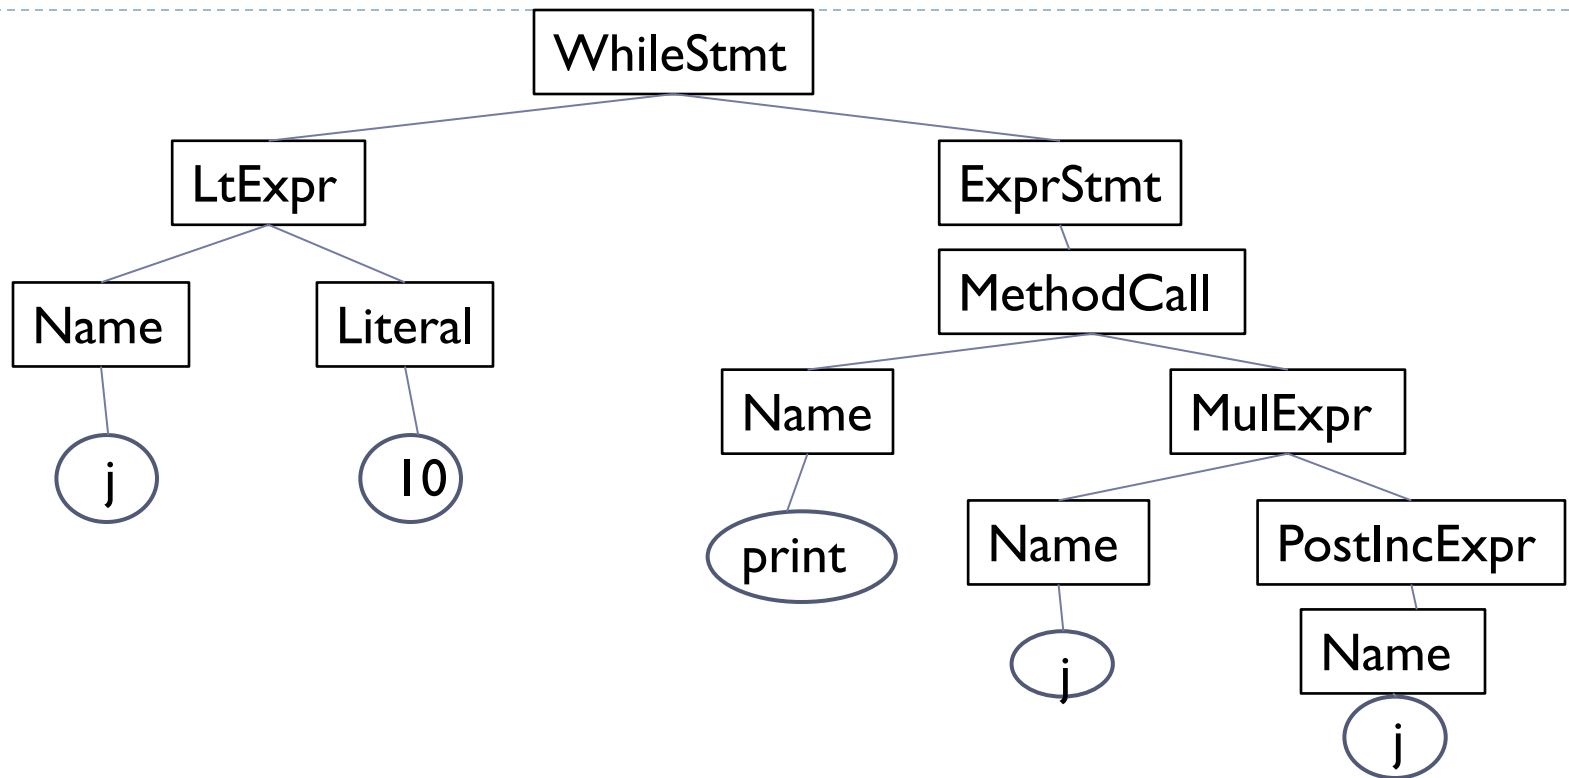 WhileStmt
LtExpr
ExprStmt
MethodCall
Name
Literal
Name
MulExpr
j
10
print
Name
PostIncExpr
j
Name
j